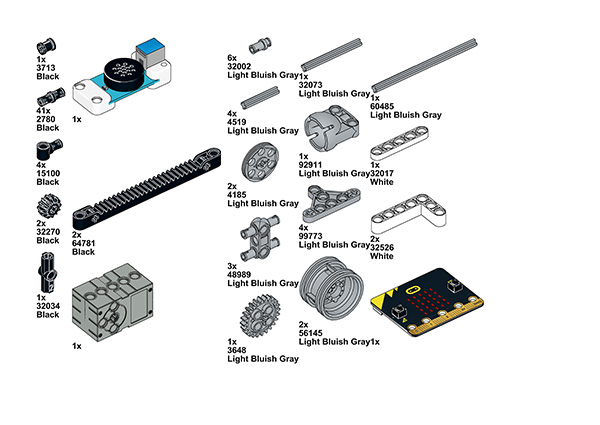 1x
3713
Black
41x
2780
Black
4x
15100
Black
2x
32270
Black
1x
32034
Black
1x
2x
64781
Black
1x
6x
32002
Light Bluish Gray
4x
4519
Light Bluish Gray
2x
4185
Light Bluish Gray
3x
48989
Light Bluish Gray
1x
3648
Light Bluish Gray
1x
32073
Light Bluish Gray
1x
92911
Light Bluish Gray
4x
99773
Light Bluish Gray
2x
56145
Light Bluish Gray
1x
60485
Light Bluish Gray
1x
32017
White
2x
32526
White
1x